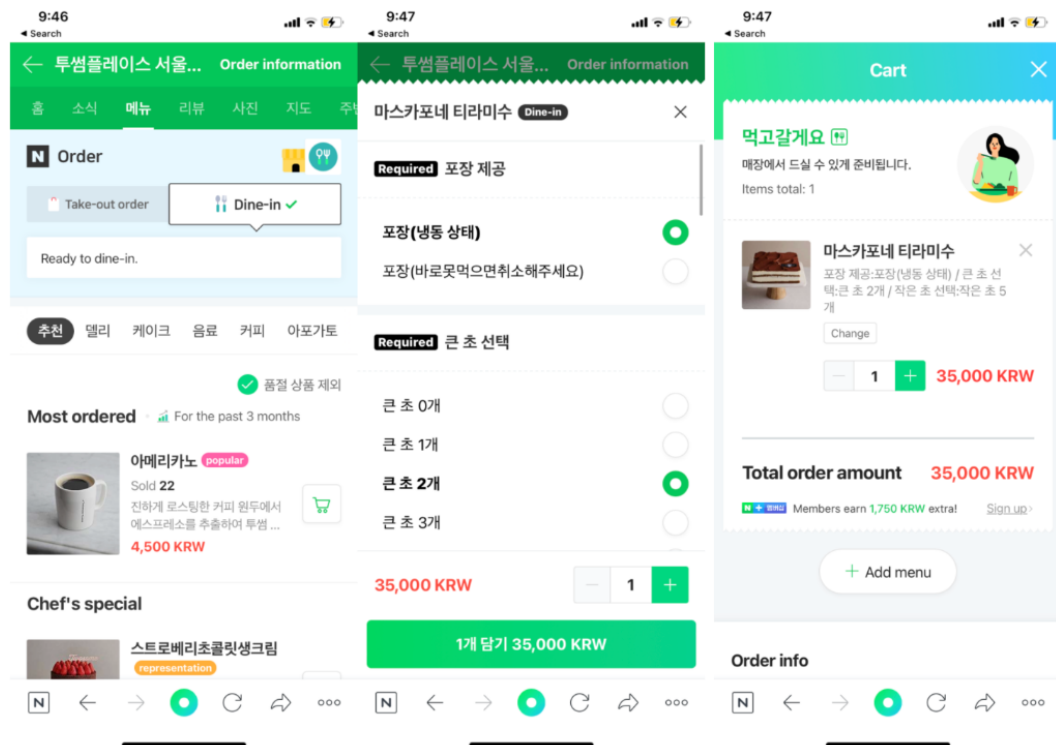 9:46
◀ Search
투썸플레이스 서울... Order information
홈 소식 메뉴 리뷰 사진 지도 주변
N Order
Take-out order
Dine-in
Ready to dine-in.
추천 델리 케이크 음료 커피 아포가토
품절 상품 제외
Most ordered For the past 3 months
아메리카노 popular
Sold 22
진하게 로스팅한 커피 원두에서
에스프레소를 추출하여 투썸 ...
4,500 KRW
Chef's special
스트로베리초콜릿생크림
representation
N
9:47
◀ Search
투썸플레이스 서울... Order information
마스카포네 티라미수 Dine-in
Required 포장 제공
포장(냉동 상태)
포장(바로못먹으면취소해주세요)
Required 큰 초 선택
큰 초 0개
큰 초 1개
큰 초 2개
큰 초 3개
35,000 KRW
1
1개 담기 35,000 KRW
N
9:47
◀ Search
Cart
먹고갈게요
매장에서 드실 수 있게 준비됩니다.
Items total: 1
마스카포네 티라미수
포장 제공:포장(냉동 상태) / 큰 초 선
택:큰 초 2개 / 작은 초 선택:작은 초 5
개
Change
1
35,000 KRW
Total order amount 35,000 KRW
N + 멤버십 Members earn 1,750 KRW extra! Sign up
+ Add menu
Order info
N